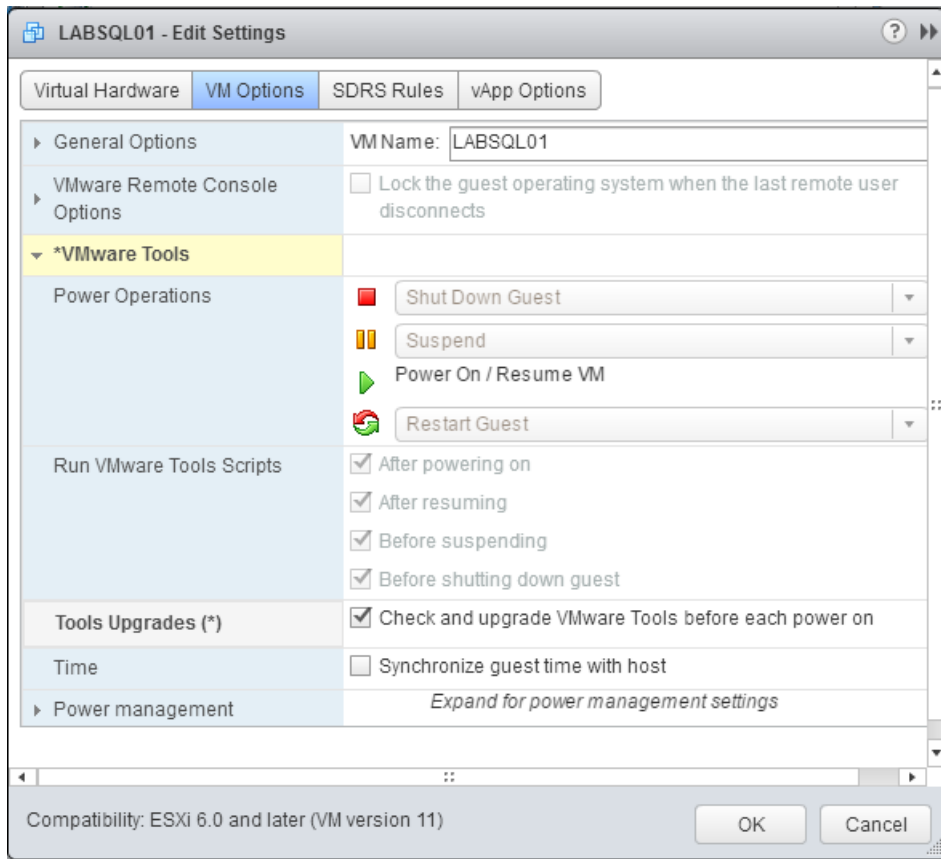 LABSQL01 - Edit Settings
Virtual Hardware
VM Options
SDRS Rules
vApp Options
General Options
VM Name: LABSQL01
VMware Remote Console
Options
Lock the guest operating system when the last remote user
disconnects
*VMware Tools
Power Operations
Shut Down Guest
Suspend
Power On / Resume VM
Restart Guest
Run VMware Tools Scripts
After powering on
After resuming
Before suspending
Before shutting down guest
Tools Upgrades (*)
Check and upgrade VMware Tools before each power on
Time
Synchronize guest time with host
Power management
Expand for power management settings
Compatibility: ESXi 6.0 and later (VM version 11)
OK
Cancel